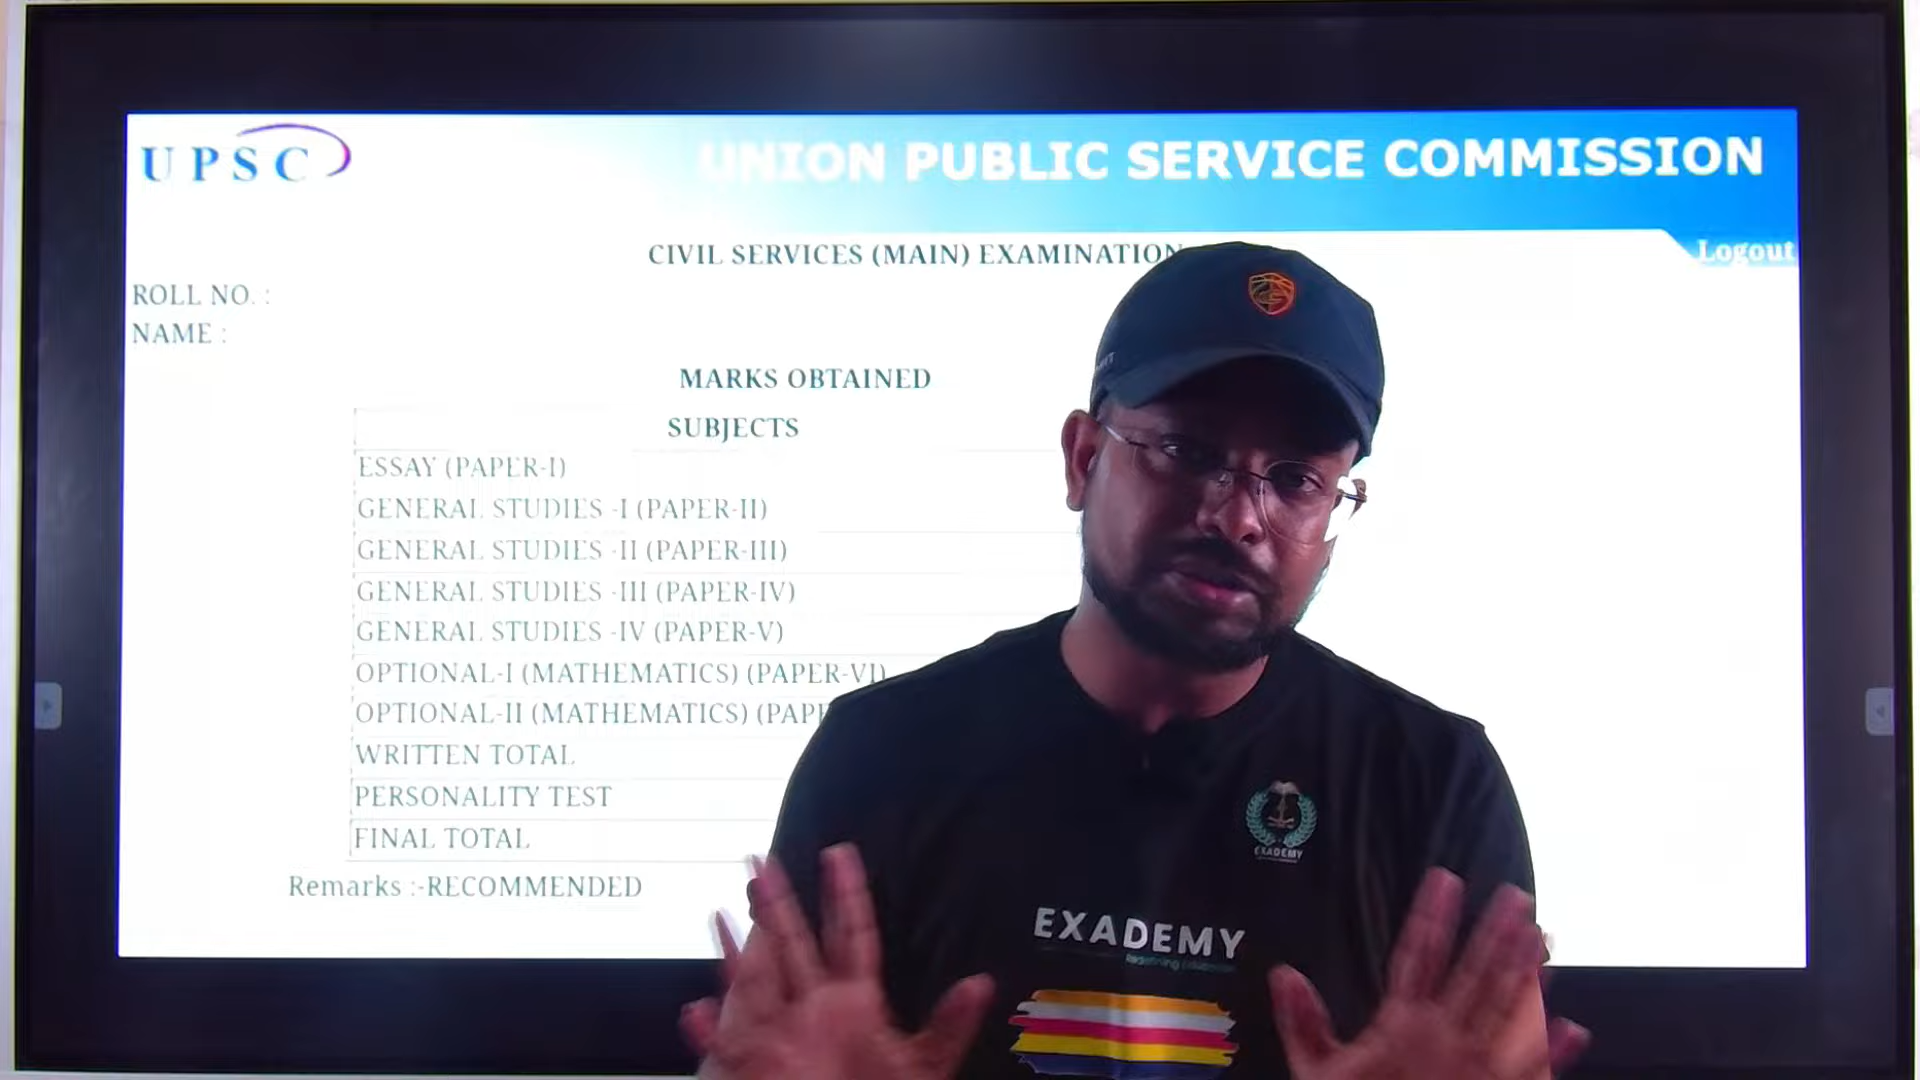 UPSC
UNION PUBLIC SERVICE COMMISSION
Logout
CIVIL SERVICES (MAIN) EXAMINATION
ROLL NO. :
NAME :
MARKS OBTAINED
SUBJECTS
ESSAY (PAPER-I)
GENERAL STUDIES -I (PAPER-II)
GENERAL STUDIES -II (PAPER-III)
GENERAL STUDIES -III (PAPER-IV)
GENERAL STUDIES -IV (PAPER-V)
OPTIONAL-I (MATHEMATICS) (PAPER-VI)
OPTIONAL-II (MATHEMATICS)
WRITTEN TOTAL
PERSONALITY TEST
FINAL TOTAL
Remarks :-RECOMMENDED
EXADEMY
EXADEMY